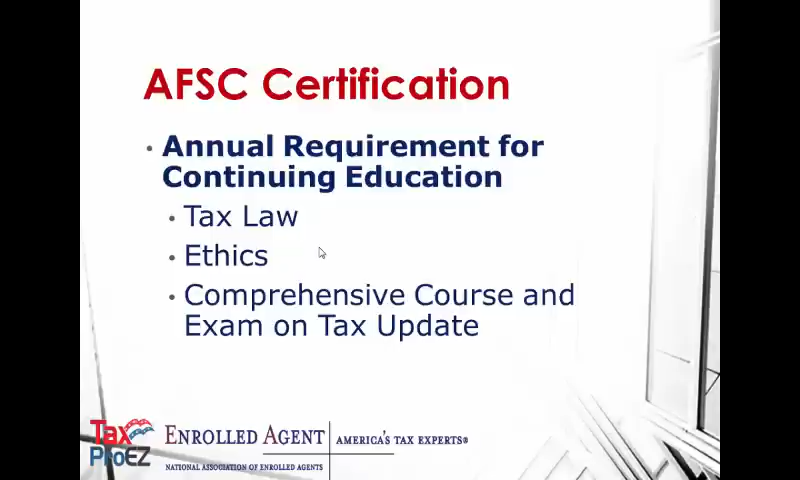 AFSC Certification
• Annual Requirement for
Continuing Education
• Tax Law
• Ethics
• Comprehensive Course and
Exam on Tax Update
Tax
ProEZ
ENROLLED AGENT
AMERICA'S TAX EXPERTS®
NATIONAL ASSOCIATION OF ENROLLED AGENTS